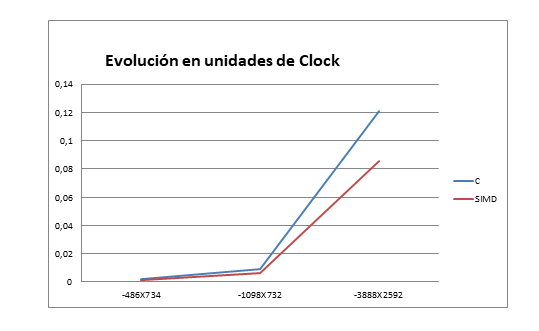 Evolución en unidades de Clock
0,14
0,12
0,1
0,08
0,06
0,04
0,02
0
C
SIMD
-486X734
-1098X732
-3888X2592